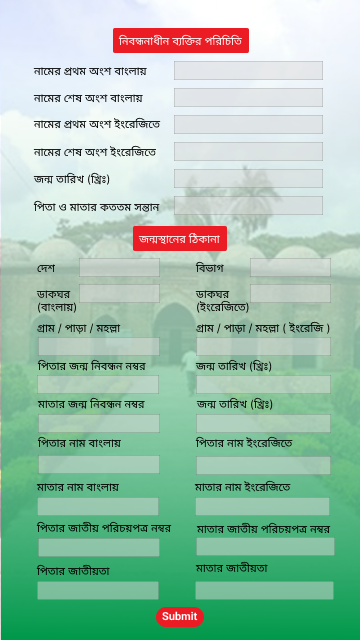 নিবন্ধনাধীন ব্যক্তির পরিচিতি
নামের প্রথম অংশ বাংলায়
নামের শেষ অংশ বাংলায়
নামের প্রথম অংশ ইংরেজিতে
নামের শেষ অংশ ইংরেজিতে
জন্ম তারিখ (খ্রিঃ)
পিতা ও মাতার কততম সন্তান
জন্মস্থানের ঠিকানা
দেশ বিভাগ
ডাকঘর ডাকঘর
(বাংলায়) (ইংরেজিতে)
গ্রাম / পাড়া / মহল্লা গ্রাম / পাড়া / মহল্লা ( ইংরেজি )
পিতার জন্ম নিবন্ধন নম্বর জন্ম তারিখ (খ্রিঃ)
মাতার জন্ম নিবন্ধন নম্বর জন্ম তারিখ (খ্রিঃ)
পিতার নাম বাংলায় পিতার নাম ইংরেজিতে
মাতার নাম বাংলায় মাতার নাম ইংরেজিতে
পিতার জাতীয় পরিচয়পত্র নম্বর মাতার জাতীয় পরিচয়পত্র নম্বর
পিতার জাতীয়তা মাতার জাতীয়তা
Submit